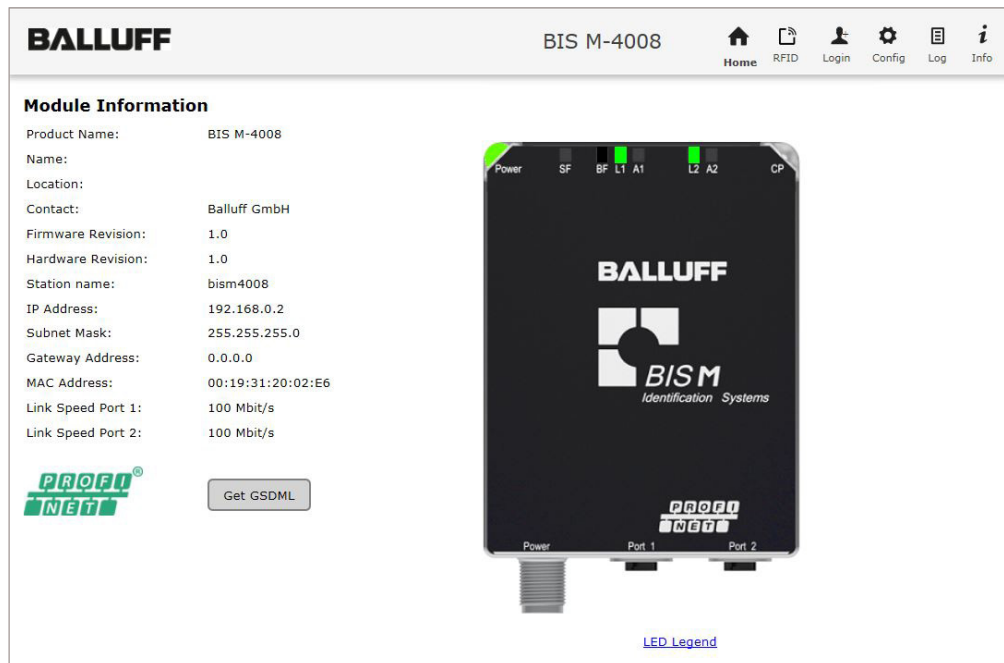 BALLUFF
BIS M-4008
Home RFID Login Config Log Info
Module Information
Product Name: BIS M-4008
Name:
Location:
Contact: Balluff GmbH
Firmware Revision: 1.0
Hardware Revision: 1.0
Station name: bism4008
IP Address: 192.168.0.2
Subnet Mask: 255.255.255.0
Gateway Address: 0.0.0.0
MAC Address: 00:19:31:20:02:E6
Link Speed Port 1: 100 Mbit/s
Link Speed Port 2: 100 Mbit/s
PROFI®
NET
Get GSDML
Power SF BF L1 A1 L2 A2 CP
BALLUFF
BIS M
Identification Systems
PROFI
NET
Power Port 1 Port 2
LED Legend